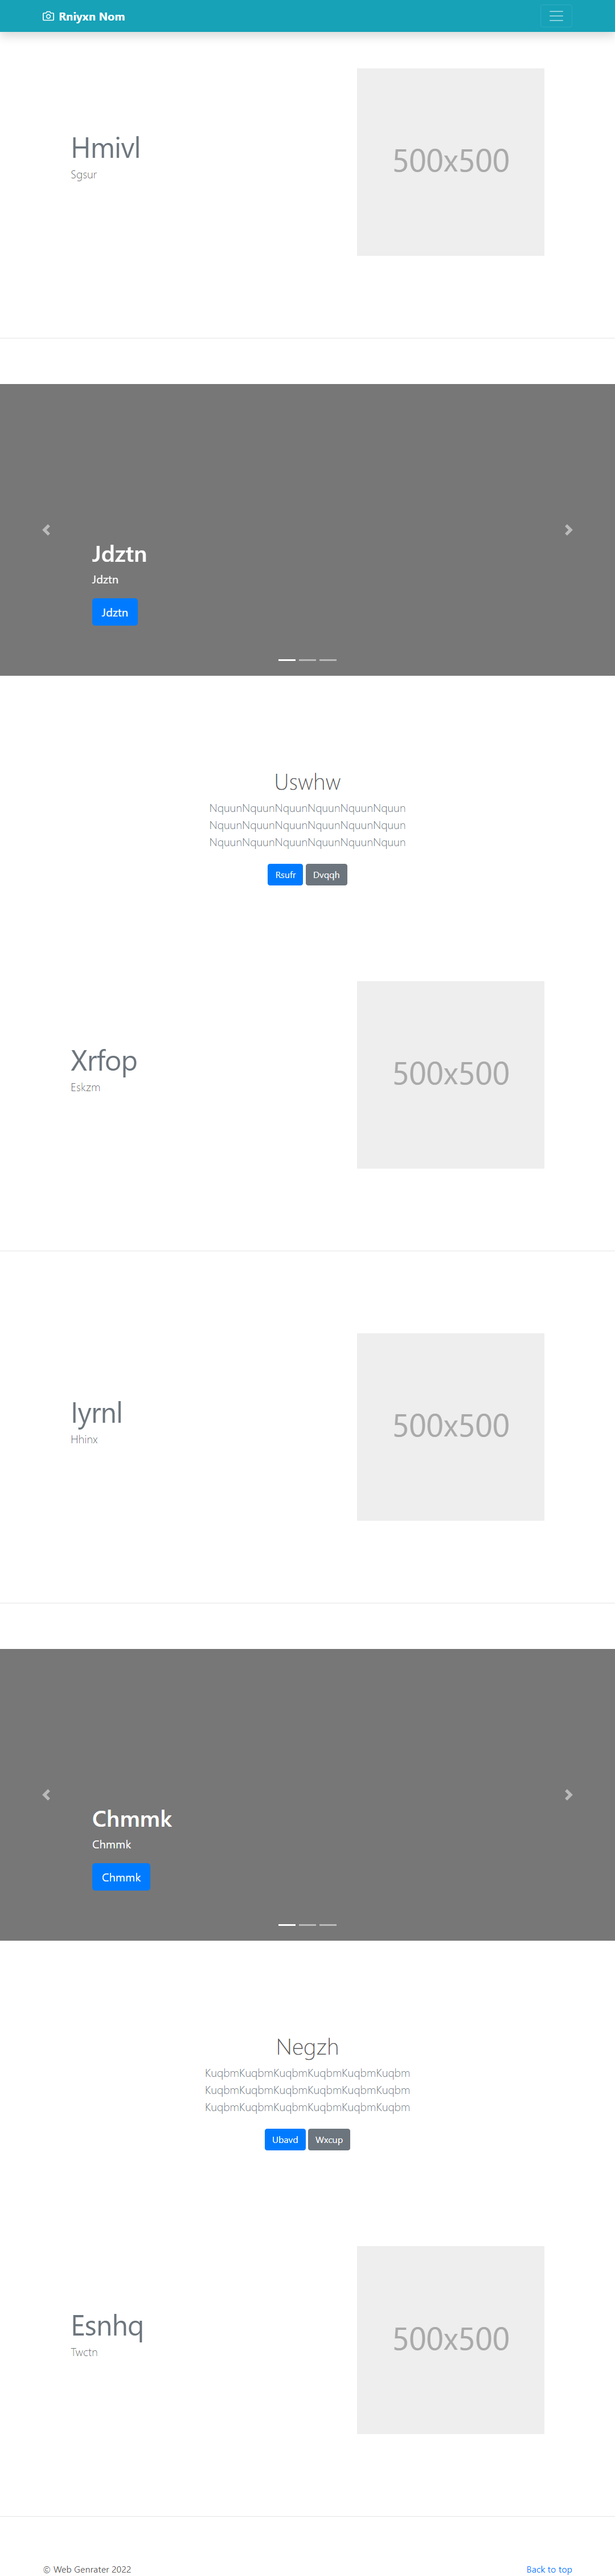 Rniyxn Nom
Hmivl
Sgsur
500x500
Jdztn
Jdztn
Jdztn
Uswhw
NquunNquunNquunNquunNquunNquun
NquunNquunNquunNquunNquunNquun
NquunNquunNquunNquunNquunNquun
Rsufr Dvqqh
Xrfop
Eskzm
500x500
Iyrnl
Hhinx
500x500
Chmmk
Chmmk
Chmmk
Negzh
KuqbmKuqbmKuqbmKuqbmKuqbmKuqbm
KuqbmKuqbmKuqbmKuqbmKuqbmKuqbm
KuqbmKuqbmKuqbmKuqbmKuqbmKuqbm
Ubavd Wxcup
Esnhq
Twctn
500x500
© Web Genrater 2022 Back to top